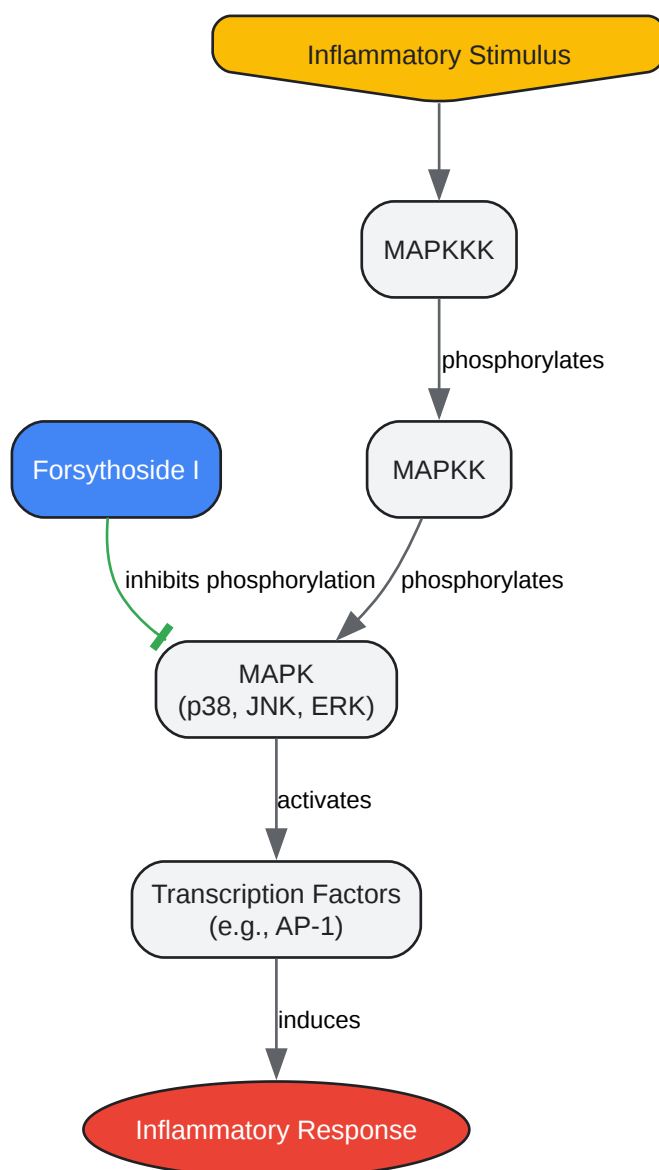 Inflammatory Stimulus
MAPKKK
phosphorylates
Forsythoside I
MAPKK
inhibits phosphorylation
phosphorylates
MAPK
(p38, JNK, ERK)
activates
Transcription Factors
(e.g., AP-1)
induces
Inflammatory Response